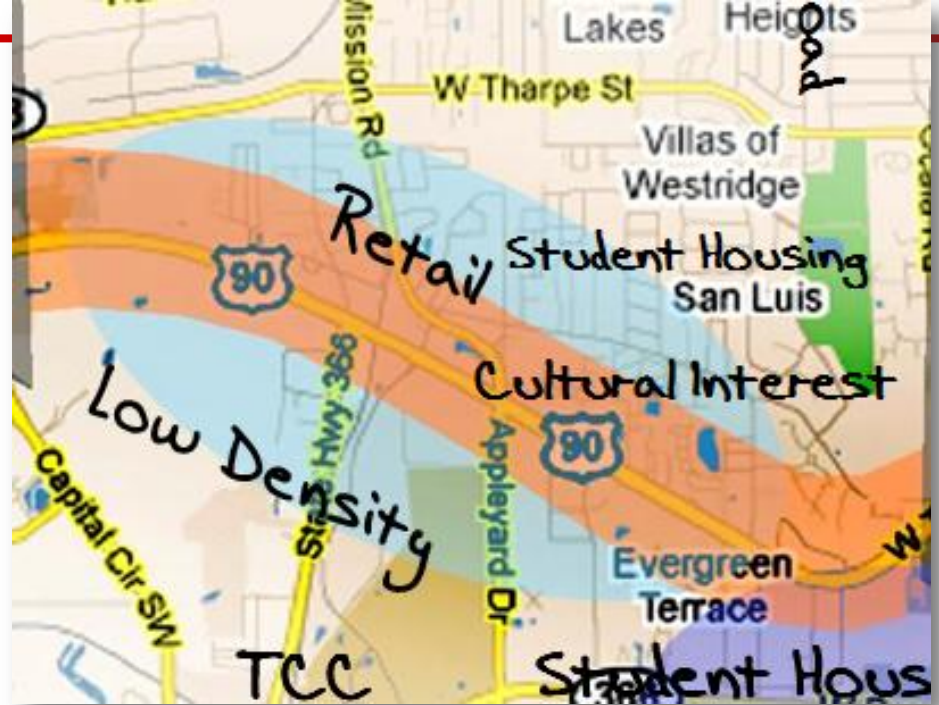 Lakes
Heights
oad
Mission Rd
W Tharpe St
Villas of
Westridge
Retail
Student Housing
San Luis
90
Cultural Interest
Low Density
State Hwy 366
90
Appleyard Dr
Capital Cir SW
Evergreen
Terrace
W
TCC
Student Hous